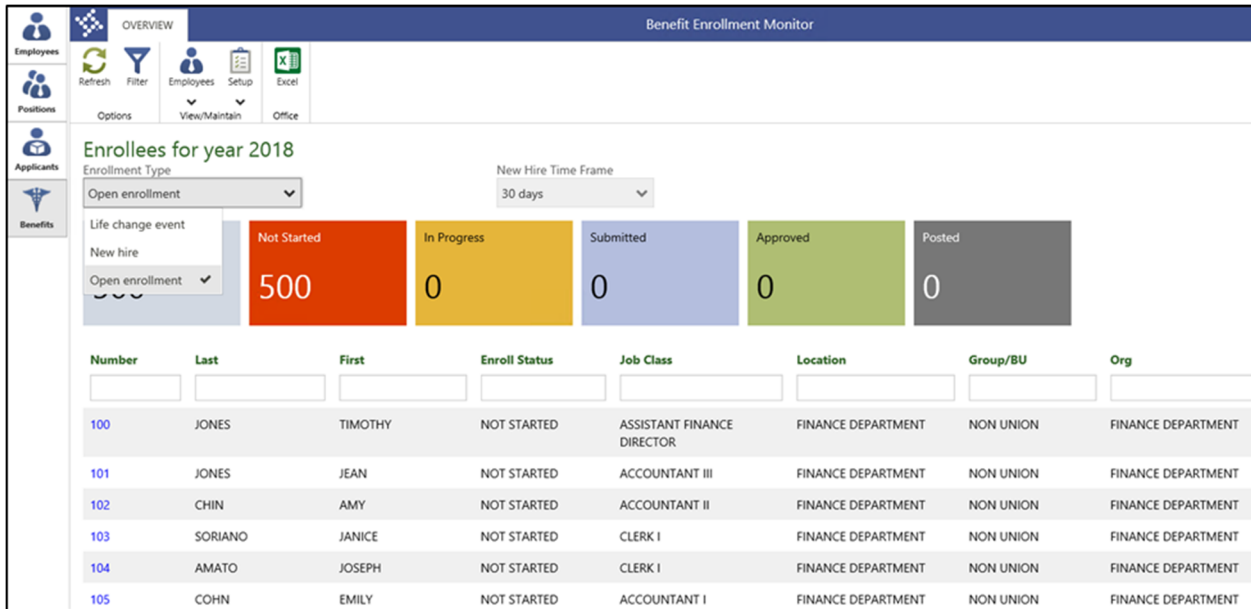 Employees
Positions
Applicants
Benefits
OVERVIEW
Benefit Enrollment Monitor
Refresh Filter Employees Setup Excel
Options View/Maintain Office
Enrollees for year 2018
Enrollment Type New Hire Time Frame
Open enrollment 30 days
Life change event
New hire
Open enrollment
Not Started In Progress Submitted Approved Posted
500 0 0 0 0
Number Last First Enroll Status Job Class Location Group/BU Org
100 JONES TIMOTHY NOT STARTED ASSISTANT FINANCE DIRECTOR FINANCE DEPARTMENT NON UNION FINANCE DEPARTMENT
101 JONES JEAN NOT STARTED ACCOUNTANT III FINANCE DEPARTMENT NON UNION FINANCE DEPARTMENT
102 CHIN AMY NOT STARTED ACCOUNTANT II FINANCE DEPARTMENT NON UNION FINANCE DEPARTMENT
103 SORIANO JANICE NOT STARTED CLERK I FINANCE DEPARTMENT NON UNION FINANCE DEPARTMENT
104 AMATO JOSEPH NOT STARTED CLERK I FINANCE DEPARTMENT NON UNION FINANCE DEPARTMENT
105 COHN EMILY NOT STARTED ACCOUNTANT I FINANCE DEPARTMENT NON UNION FINANCE DEPARTMENT